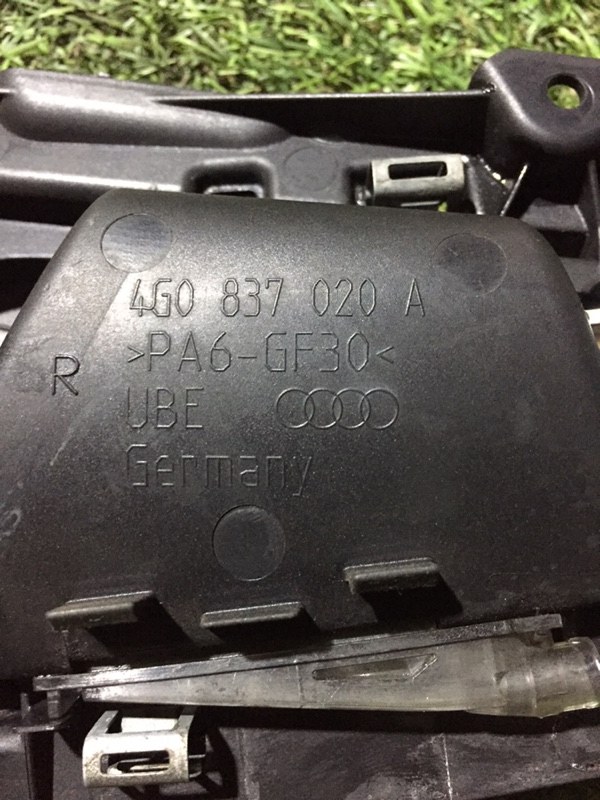 4G0 837 020 A
>PA6-GF30<
R
UBE
Germany